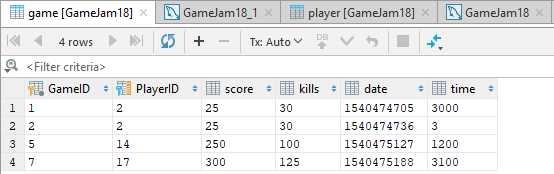 game [GameJam18] GameJam18_1 player [GameJam18] GameJam18
4 rows Tx: Auto DB
<Filter criteria>
GameID PlayerID score kills date time
1 1 2 25 30 1540474705 3000
2 2 2 25 30 1540474736 3
3 5 14 250 100 1540475127 1200
4 7 17 300 125 1540475188 3100